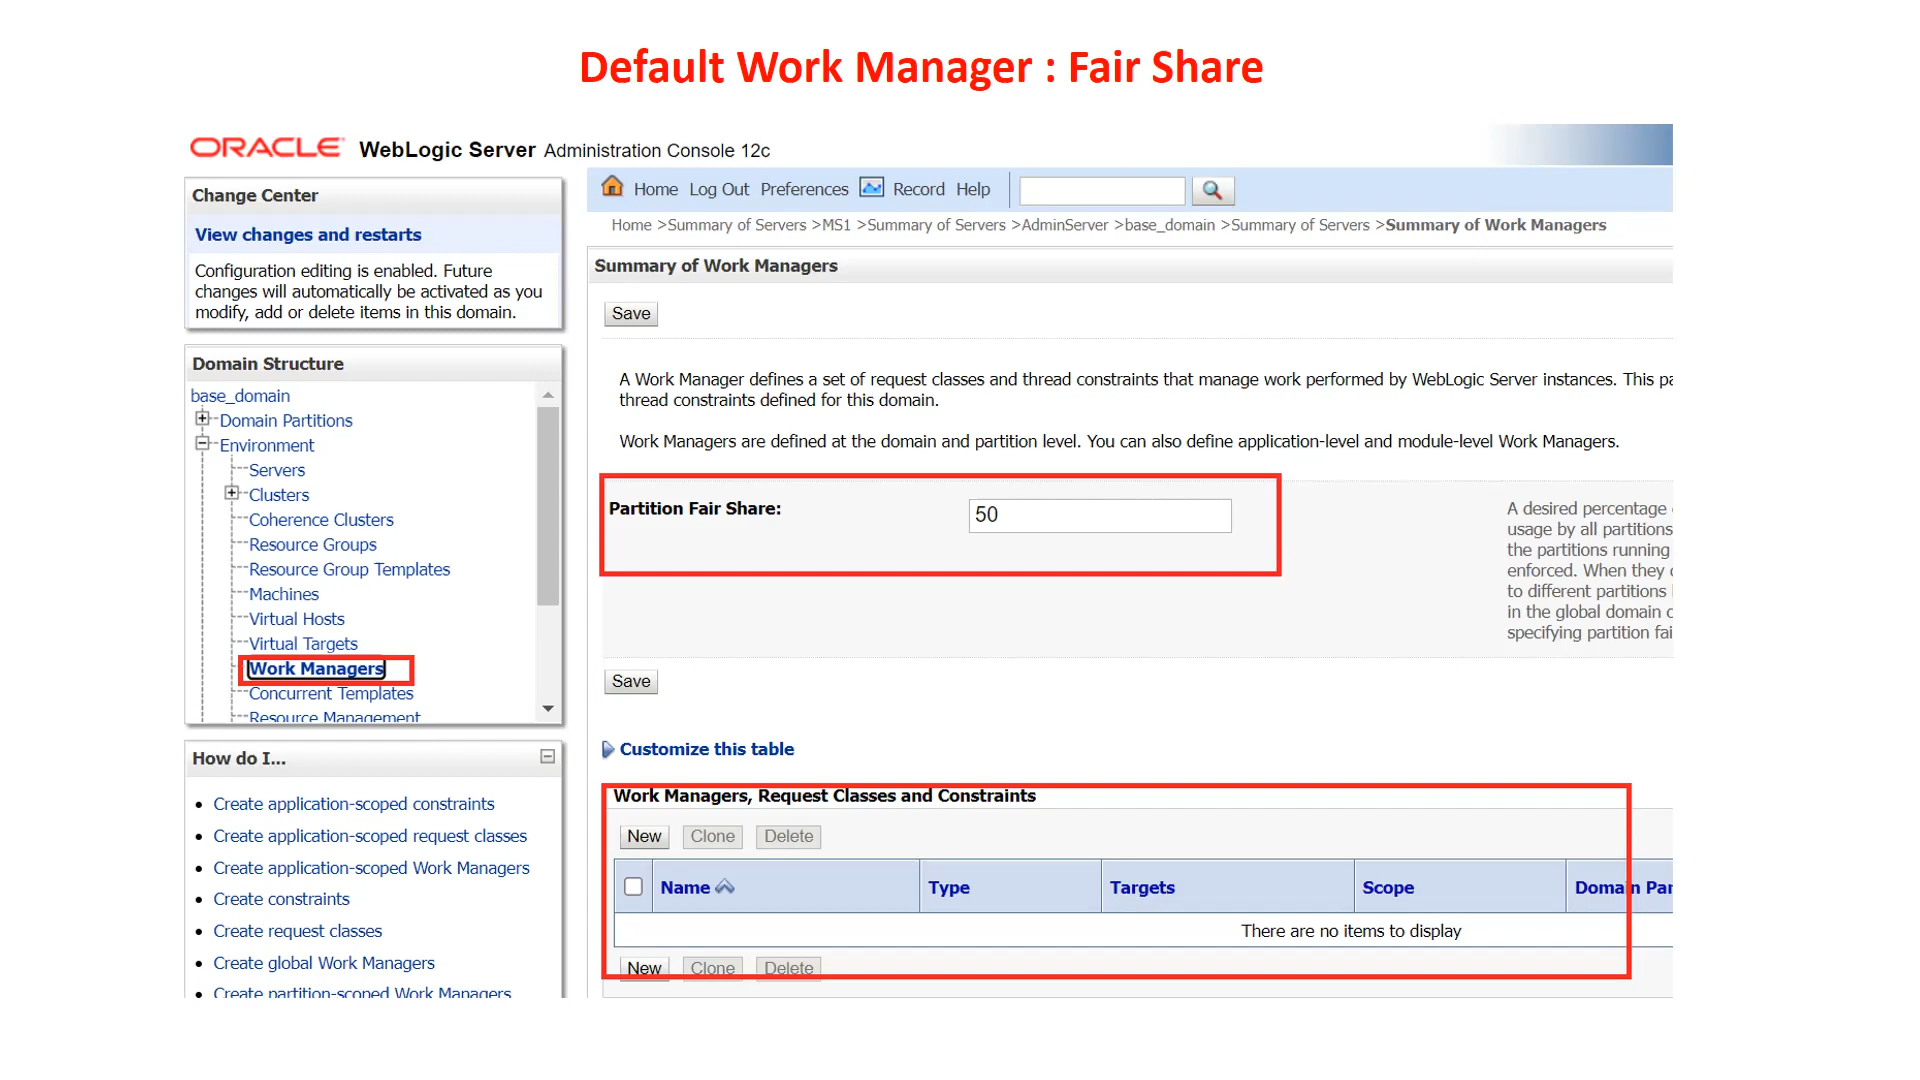 Default Work Manager : Fair Share
ORACLE WebLogic Server Administration Console 12c
Change Center
View changes and restarts
Configuration editing is enabled. Future
changes will automatically be activated as you
modify, add or delete items in this domain.
Domain Structure
base_domain
Domain Partitions
Environment
Servers
Clusters
Coherence Clusters
Resource Groups
Resource Group Templates
Machines
Virtual Hosts
Virtual Targets
Work Managers
Concurrent Templates
Resource Management
How do I...
Create application-scoped constraints
Create application-scoped request classes
Create application-scoped Work Managers
Create constraints
Create request classes
Create global Work Managers
Create partition-scoped Work Managers
Home Log Out Preferences Record Help
Home >Summary of Servers >MS1 >Summary of Servers >AdminServer >base_domain >Summary of Servers >Summary of Work Managers
Summary of Work Managers
Save
A Work Manager defines a set of request classes and thread constraints that manage work performed by WebLogic Server instances. This pa
thread constraints defined for this domain.
Work Managers are defined at the domain and partition level. You can also define application-level and module-level Work Managers.
Partition Fair Share: 50
A desired percentage
usage by all partitions
the partitions running
enforced. When they
to different partitions
in the global domain
specifying partition fai
Save
Customize this table
Work Managers, Request Classes and Constraints
New Clone Delete
Name Type Targets Scope Domain Par
There are no items to display
New Clone Delete